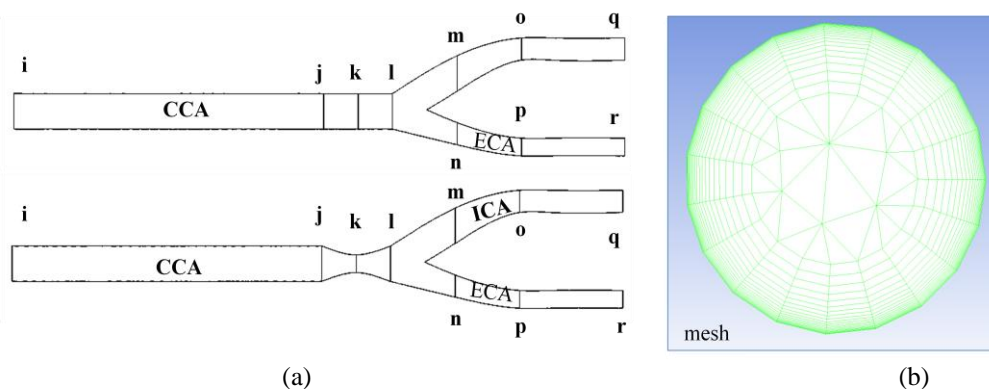 o q
m
i
j k l
CCA
p r
ECA
n
m
i j k l
ICA
o q
CCA
ECA
n p r
mesh
(a) (b)